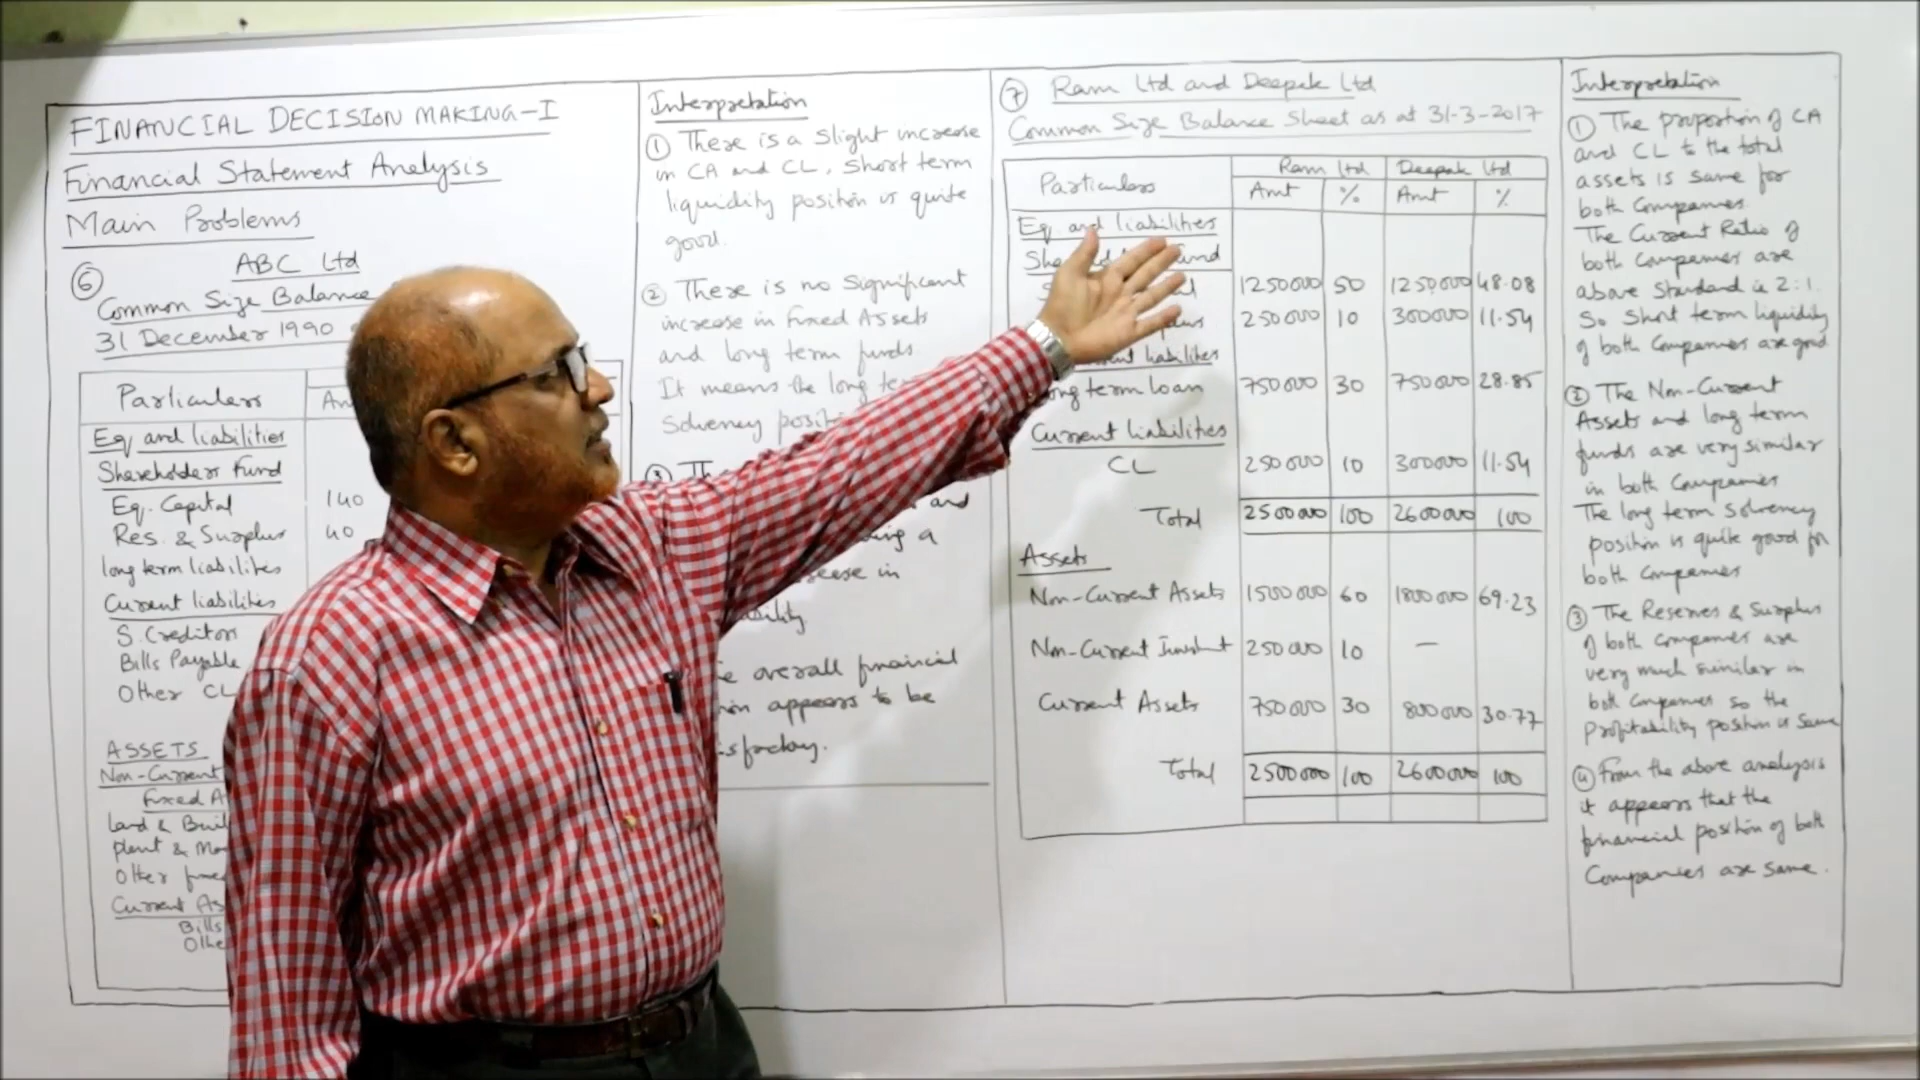 FINANCIAL DECISION MAKING-I
Financial Statement Analysis
Main Problems
6 ABC Ltd
Common Size Balance
31 December 1990
Particulars
Eq and liabilities
Shareholders Fund
Eq. Capital 140
Res. & Surplus 40
long term liabilities
Current liabilities
S. Creditors
Bills Payable
Other CL
ASSETS
Non-Current
Fixed A
Land & Buil
Plant &
Other
Current As
Bills
Othe
Interpretation
1 There is a slight increase
in CA and CL, Short term
liquidity position is quite
good.
2 There is no significant
increase in Fixed Assets
and long term funds
It means the long te
Solvency posit
3 Th
and
a
in
overall financial
appears to be
7 Ram Ltd and Deepak Ltd
Common Size Balance Sheet as at 31-3-2017
Particulars Ram Ltd Deepak Ltd
Amt % Amt %
Eq. and liabilities
1250000 50 1250000 48.08
250000 10 300000 11.54
liabilities
long term loan 750000 30 750000 28.85
Current liabilities
CL 250000 10 300000 11.54
Total 2500000 100 2600000 100
Assets
Non-Current Assets 1500000 60 1800000 69.23
Non-Current Investment 250000 10 —
Current Assets 750000 30 800000 30.77
Total 2500000 100 2600000 100
Interpretation
1 The proportion of CA
and CL to the total
assets is same for
both Companies
The Current Ratio of
both Companies are
above Standard ie 2:1.
So Short term liquidity
of both Companies are good
2 The Non-Current
Assets and long term
funds are very similar
in both Companies
The long term Solvency
position is quite good for
both Companies
3 The Reserves & Surplus
of both Companies are
very much similar in
both Companies so the
Profitability position is same
4 From the above analysis
it appears that the
financial position of both
Companies are same.